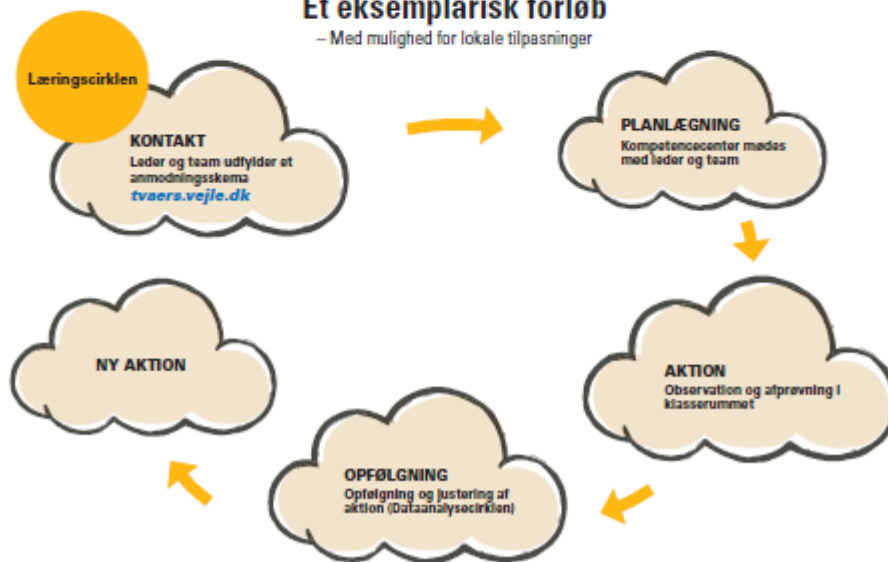 Et eksemplarisk forløb
– Med mulighed for lokale tilpasninger
Læringscirklen
KONTAKT
Leder og team udfylder et
anmodningsskema
tvaers.vejle.dk
PLANLÆGNING
Kompetencecenter mødes
med leder og team
AKTION
Observation og afprøvning i
klasserummet
OPFØLGNING
Opfølgning og justering af
aktion (Dataanalysecirklen)
NY AKTION